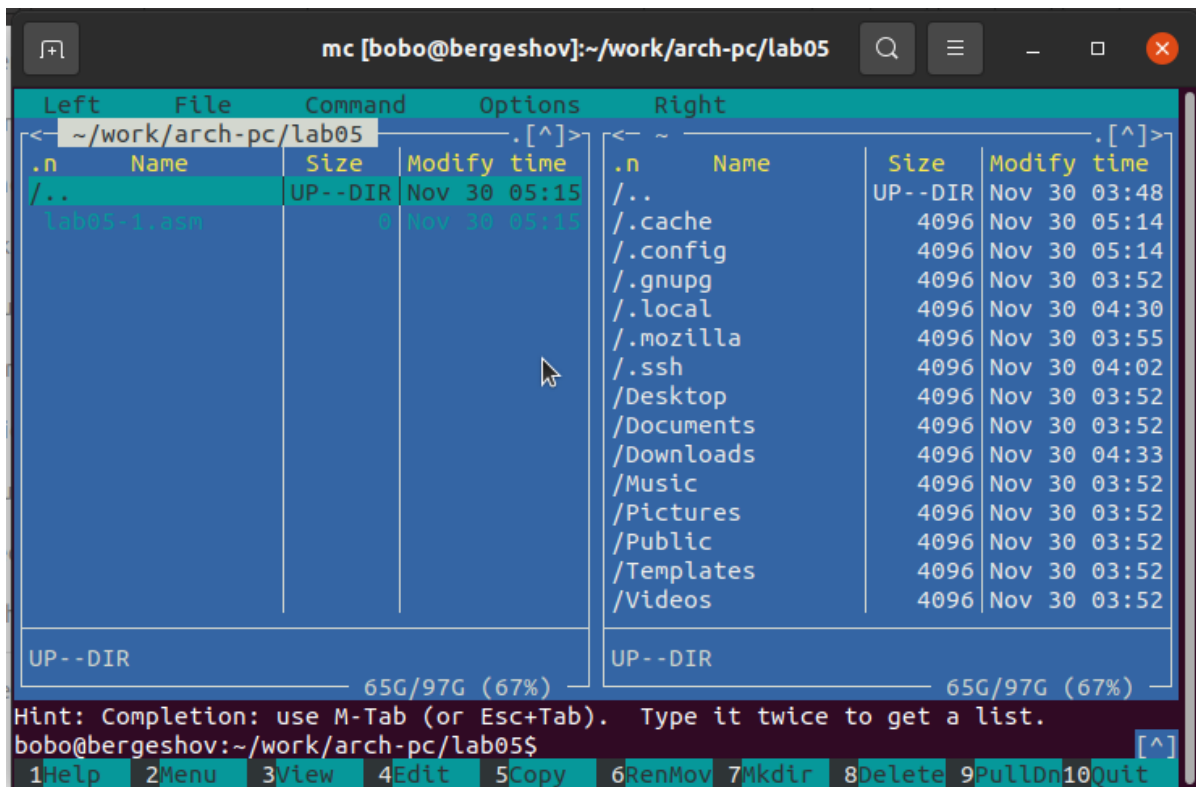 mc [bobo@bergeshov]:~/work/arch-pc/lab05
Left File Command Options Right
<─ ~/work/arch-pc/lab05 ─.[^]>
.n Name Size Modify time
/.. UP--DIR Nov 30 05:15
lab05-1.asm 0 Nov 30 05:15
UP--DIR
65G/97G (67%)
<─ ~ ─.[^]>
.n Name Size Modify time
/.. UP--DIR Nov 30 03:48
/.cache 4096 Nov 30 05:14
/.config 4096 Nov 30 05:14
/.gnupg 4096 Nov 30 03:52
/.local 4096 Nov 30 04:30
/.mozilla 4096 Nov 30 03:55
/.ssh 4096 Nov 30 04:02
/Desktop 4096 Nov 30 03:52
/Documents 4096 Nov 30 03:52
/Downloads 4096 Nov 30 04:33
/Music 4096 Nov 30 03:52
/Pictures 4096 Nov 30 03:52
/Public 4096 Nov 30 03:52
/Templates 4096 Nov 30 03:52
/Videos 4096 Nov 30 03:52
UP--DIR
65G/97G (67%)
Hint: Completion: use M-Tab (or Esc+Tab).  Type it twice to get a list.
bobo@bergeshov:~/work/arch-pc/lab05$ [^]
1Help 2Menu 3View 4Edit 5Copy 6RenMov 7Mkdir 8Delete 9PullDn 10Quit